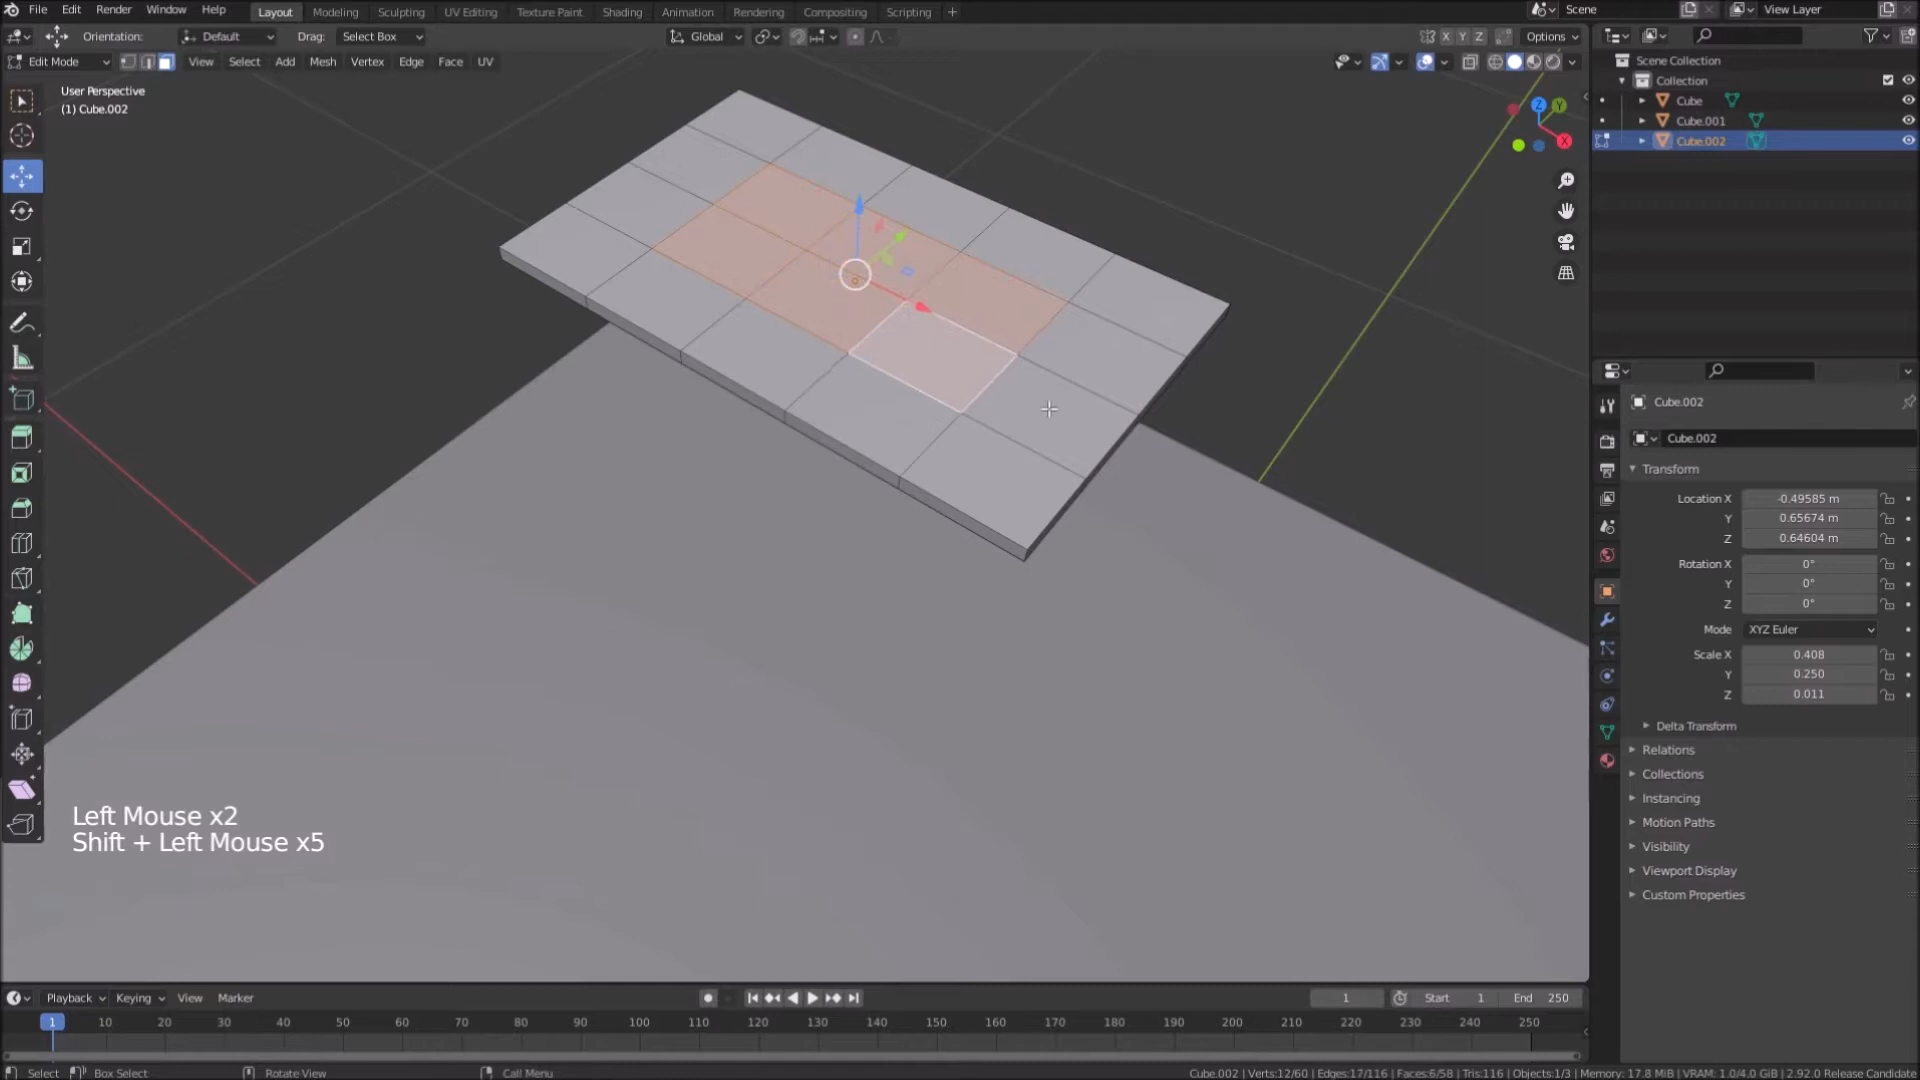 File Edit Render Window Help Layout Modeling Sculpting UV Editing Texture Paint Shading Animation Rendering Compositing Scripting + Scene View Layer
Orientation: Default Drag: Select Box Global X Y Z Options
Edit Mode View Select Add Mesh Vertex Edge Face UV
User Perspective
(1) Cube.002
Z Y X
Scene Collection
Collection
Cube
Cube.001
Cube.002
Cube.002
Cube.002
Transform
Location X -0.49585 m
Y 0.65674 m
Z 0.64604 m
Rotation X 0°
Y 0°
Z 0°
Mode XYZ Euler
Scale X 0.408
Y 0.250
Z 0.011
Delta Transform
Relations
Collections
Instancing
Motion Paths
Visibility
Viewport Display
Custom Properties
Left Mouse x2
Shift + Left Mouse x5
Playback Keying View Marker 1 Start 1 End 250
1 10 20 30 40 50 60 70 80 90 100 110 120 130 140 150 160 170 180 190 200 210 220 230 240 250
Select Box Select Rotate View Call Menu Cube.002 | Verts:12/60 | Edges:17/116 | Faces:6/58 | Tris:116 | Objects:1/3 | Memory: 17.8 MiB | VRAM: 1.0/4.0 GiB | 2.92.0 Release Candidate